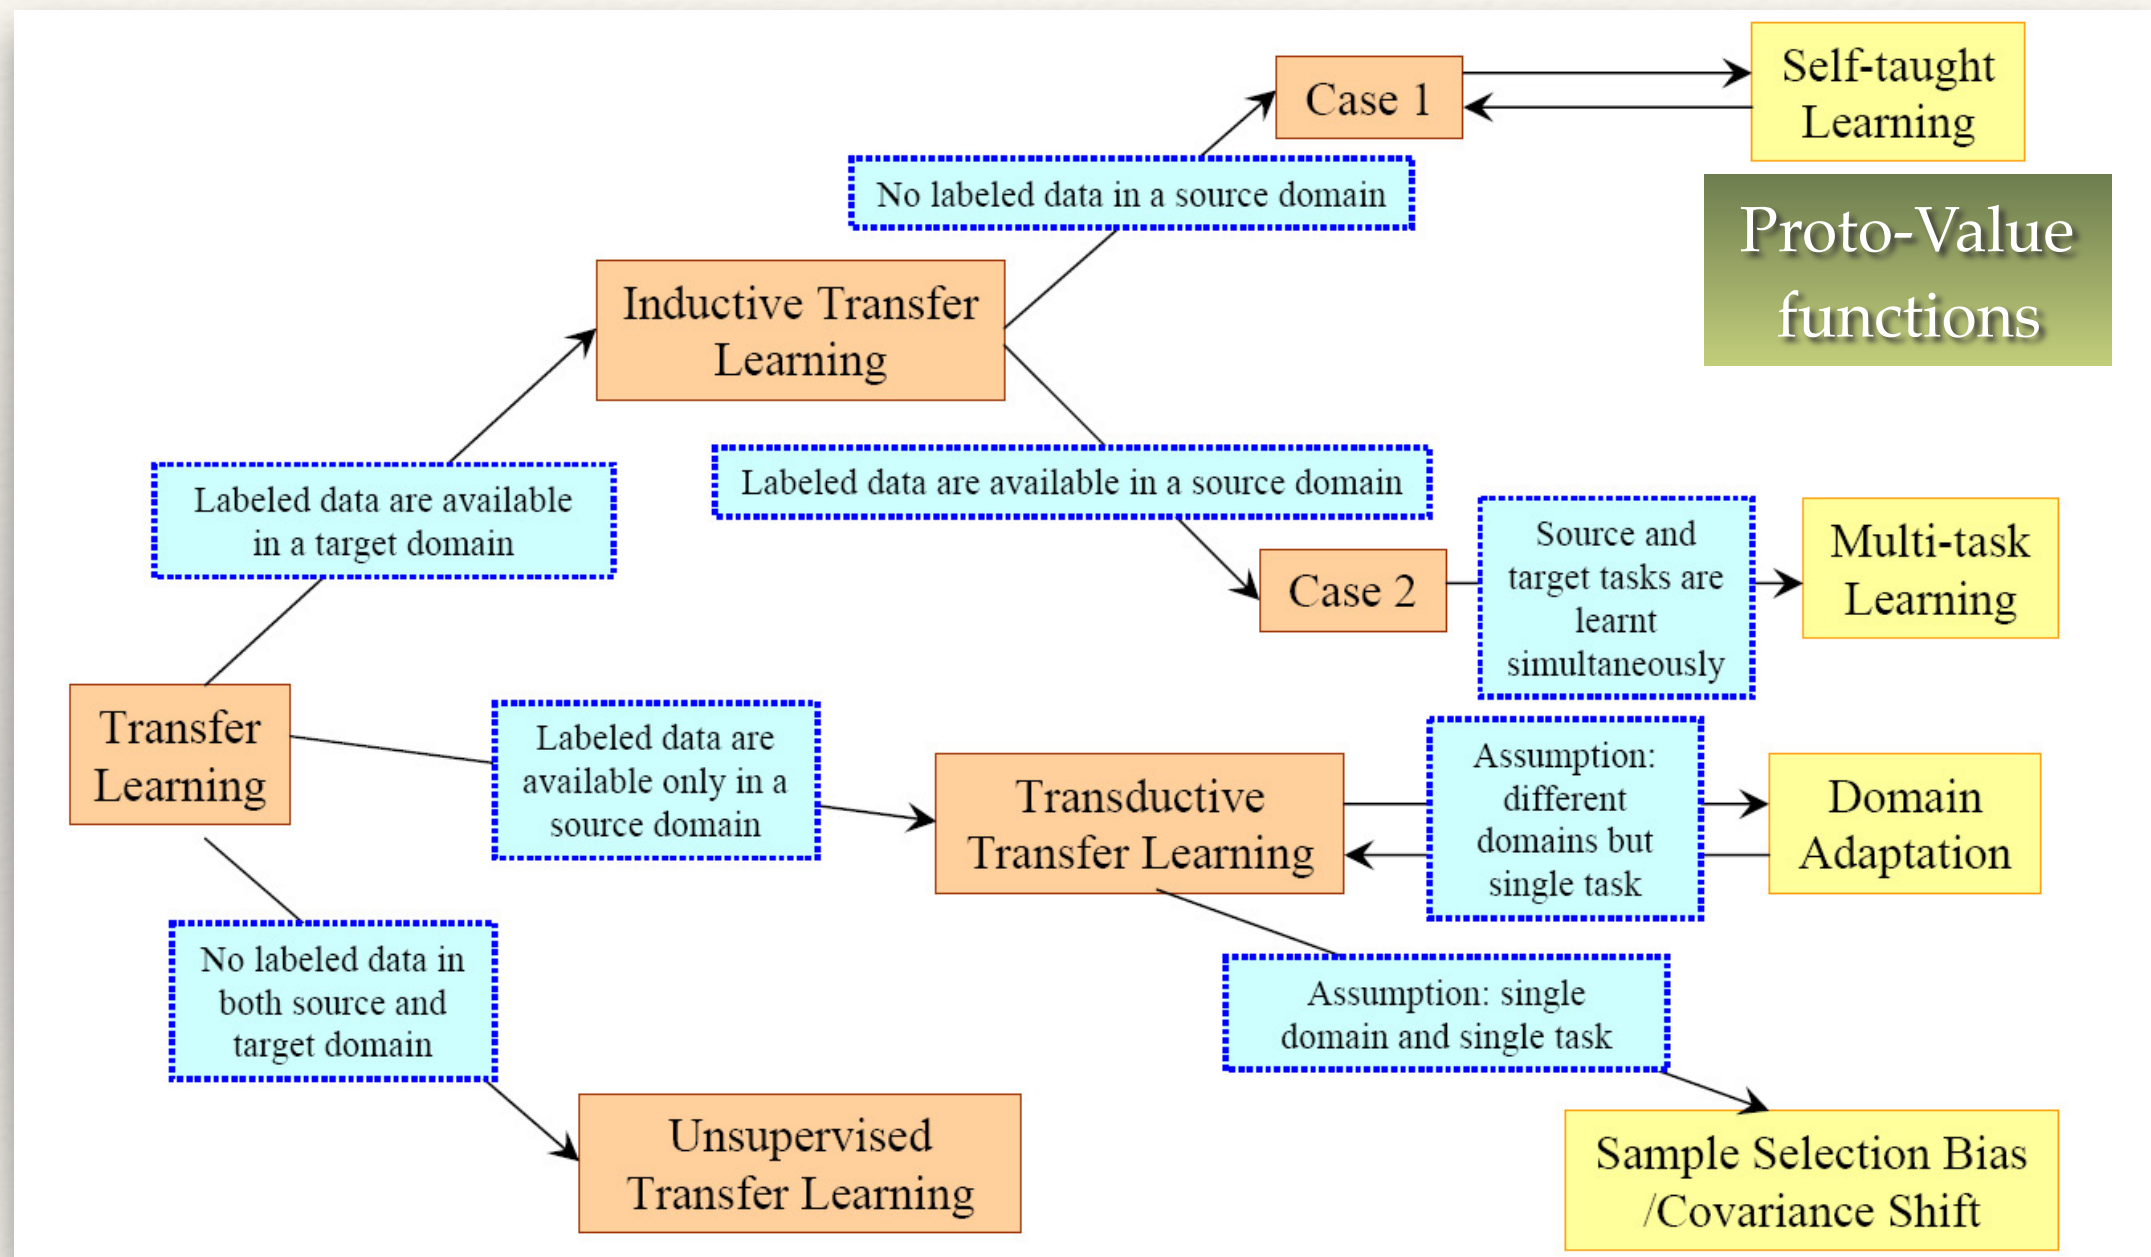 Case 1
Self-taught
Learning
No labeled data in a source domain
Proto-Value
functions
Inductive Transfer
Learning
Labeled data are available in a source domain
Labeled data are available
in a target domain
Case 2
Source and
target tasks are
learnt
simultaneously
Multi-task
Learning
Transfer
Learning
Labeled data are
available only in a
source domain
Transductive
Transfer Learning
Assumption:
different
domains but
single task
Domain
Adaptation
No labeled data in
both source and
target domain
Assumption: single
domain and single task
Unsupervised
Transfer Learning
Sample Selection Bias
/Covariance Shift